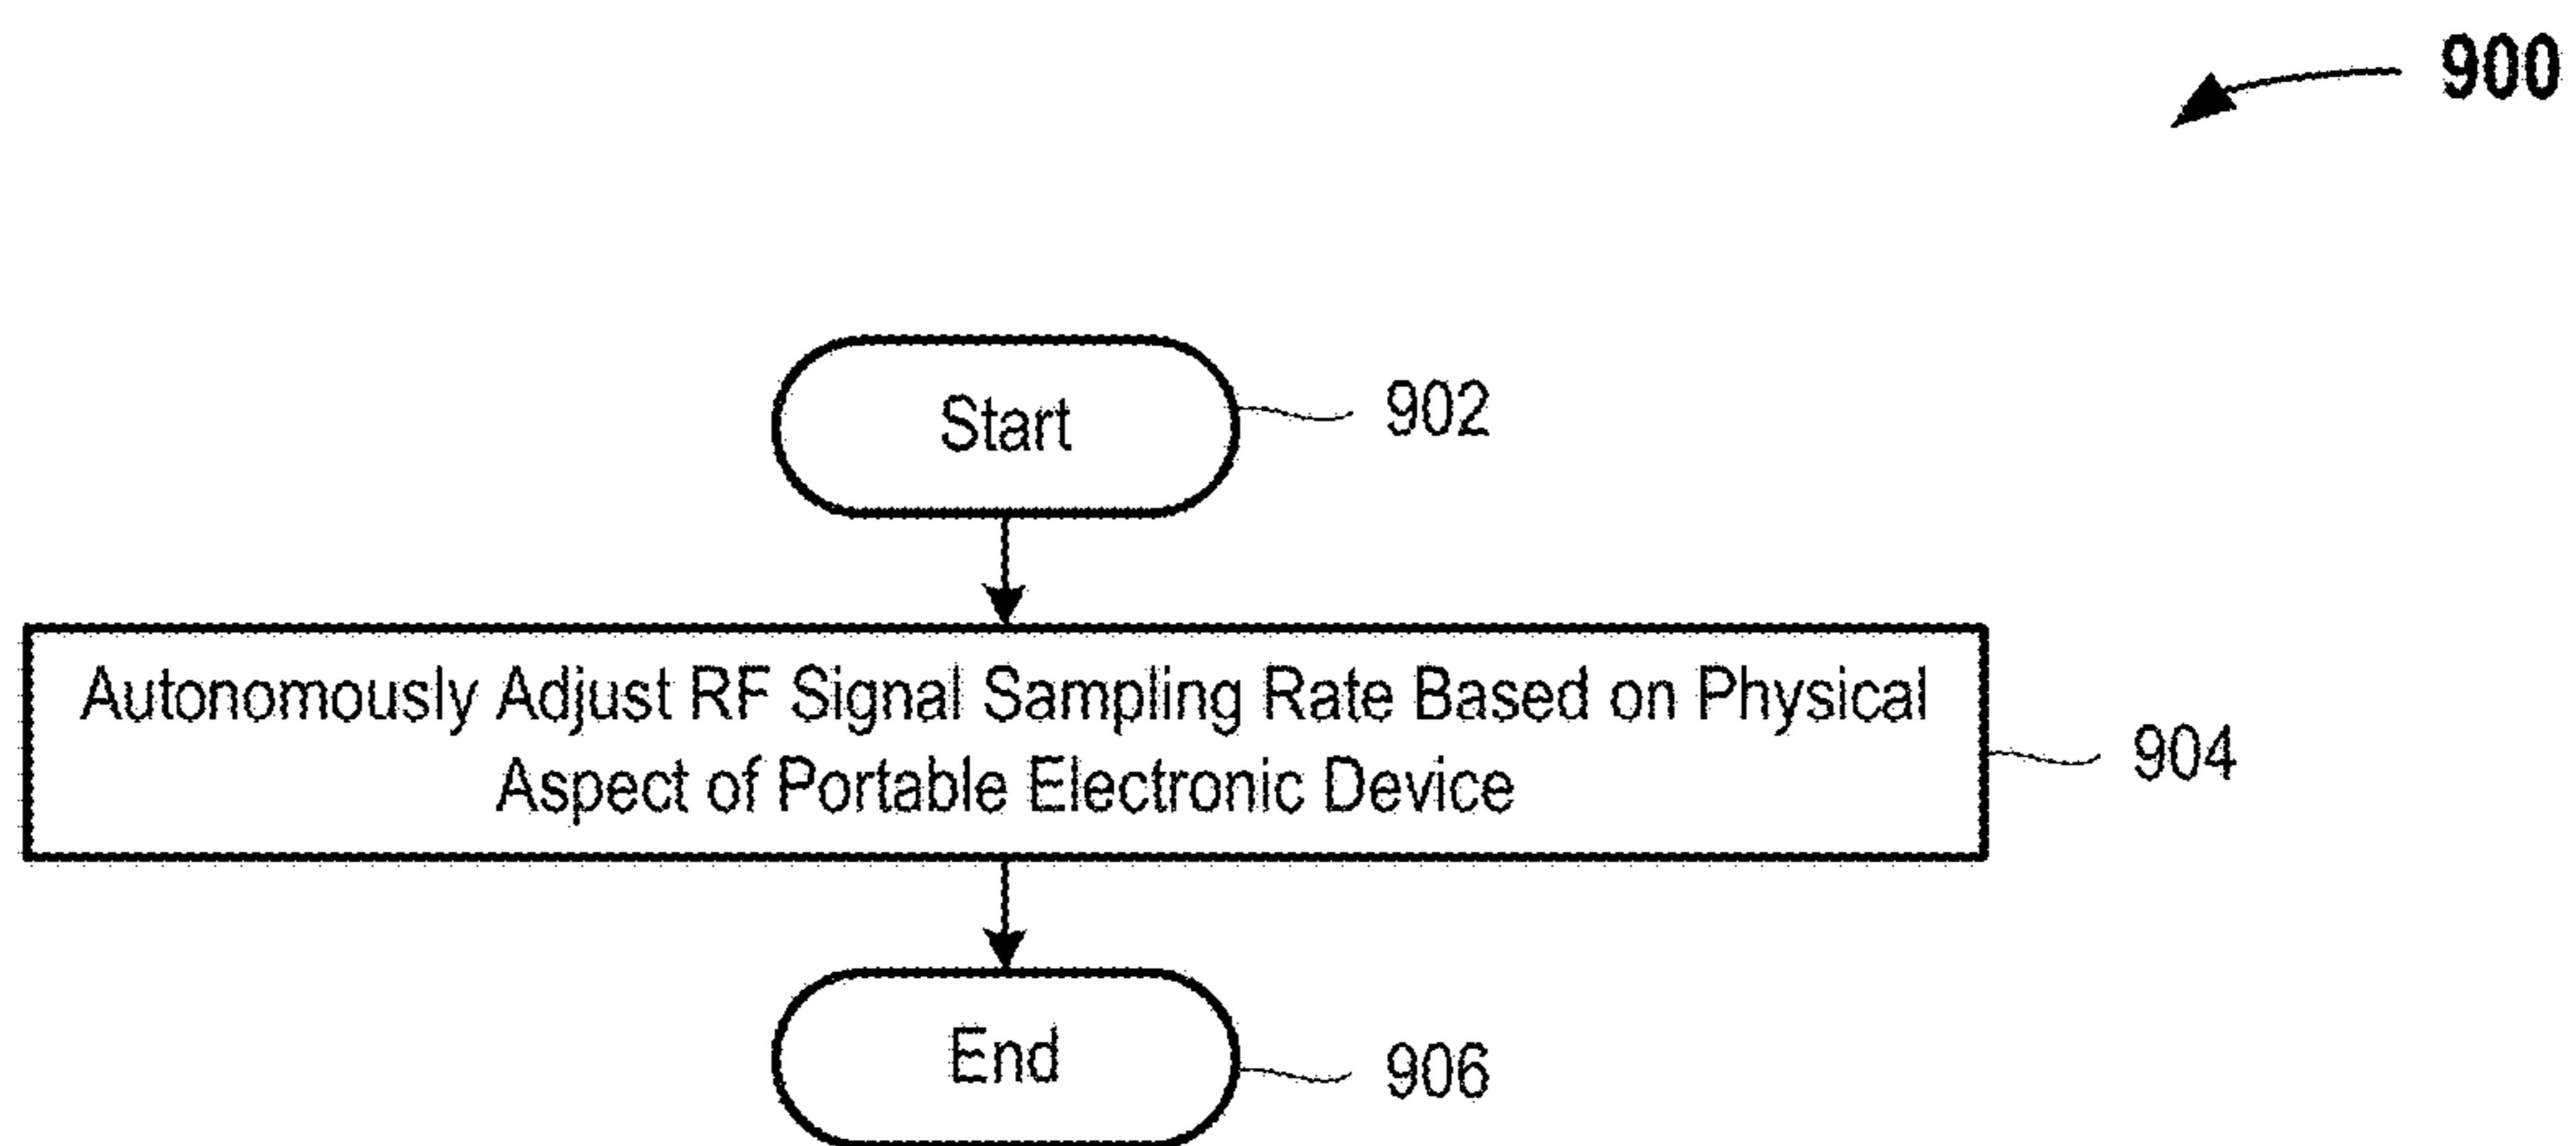 900
Start
902
Autonomously Adjust RF Signal Sampling Rate Based on Physical
Aspect of Portable Electronic Device
904
End
906